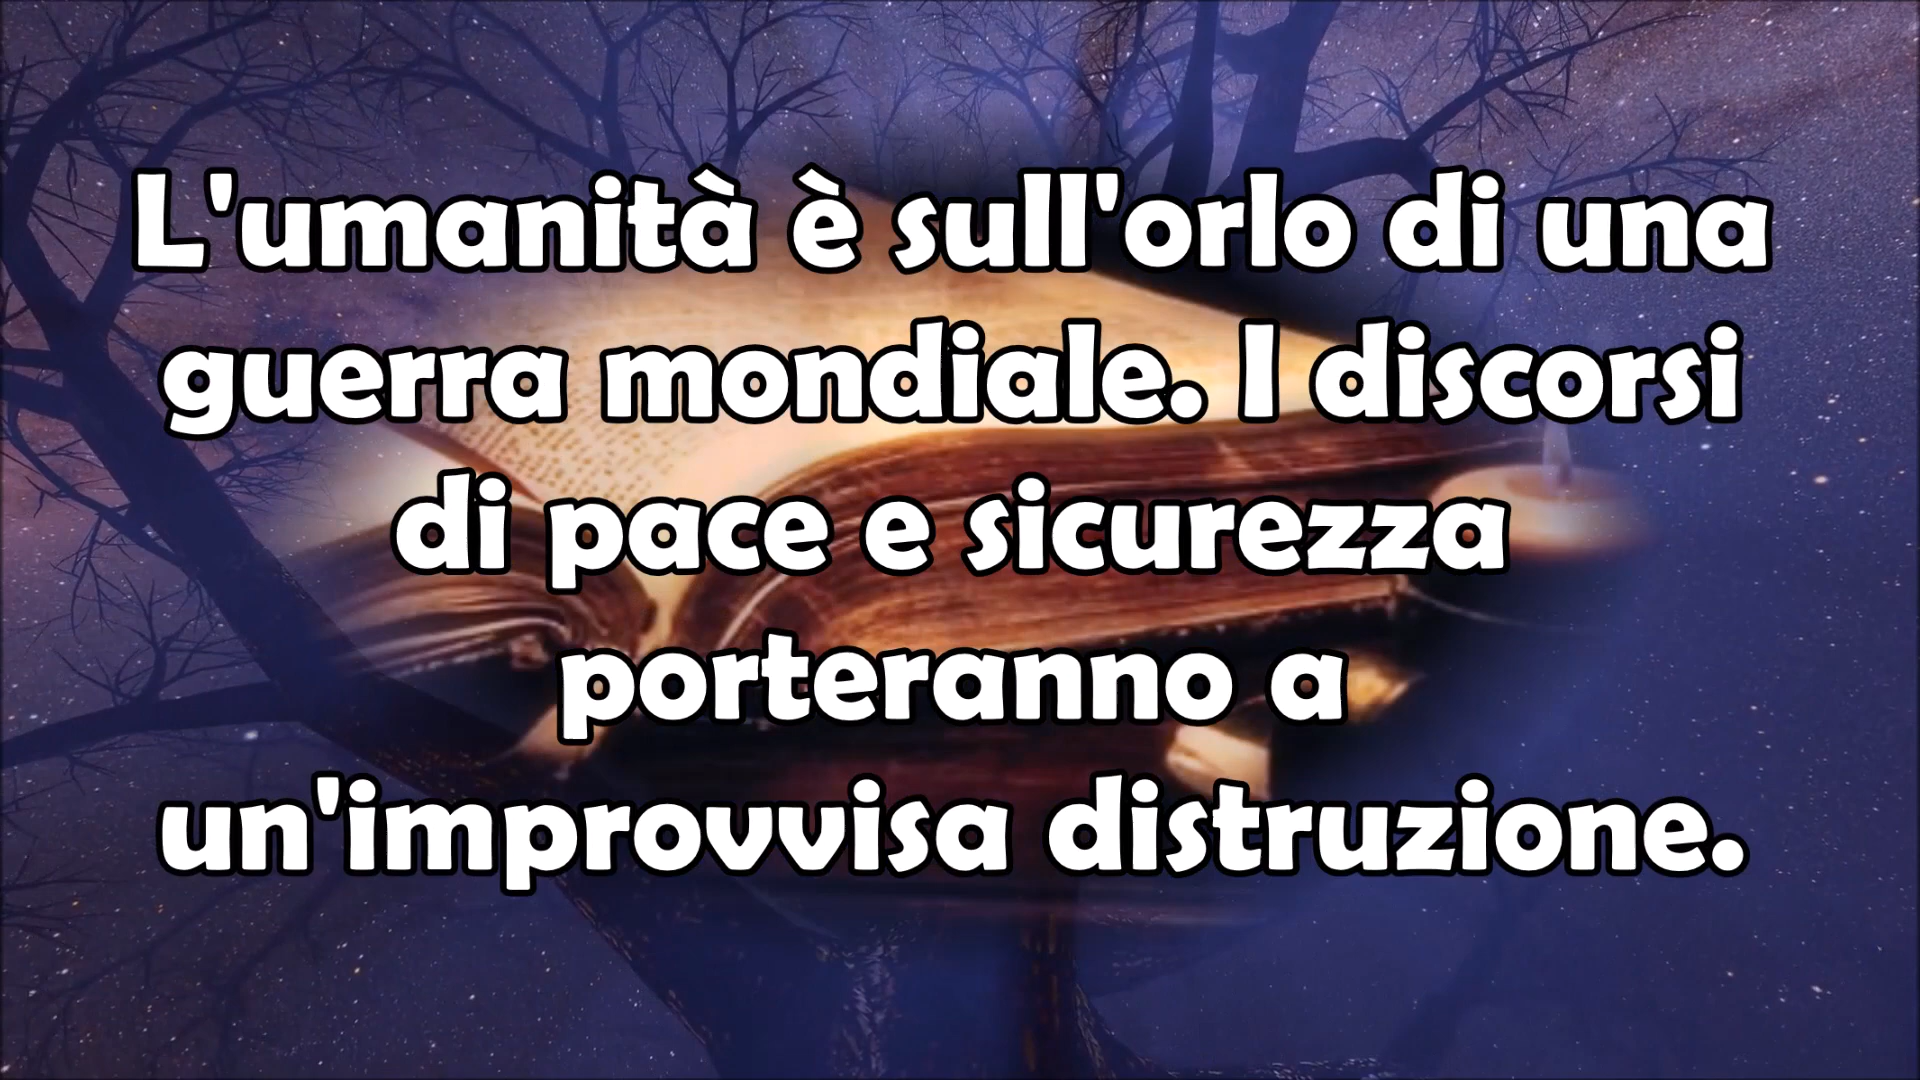 L'umanità è sull'orlo di una
guerra mondiale. I discorsi
di pace e sicurezza
porteranno a
un'improvvisa distruzione.